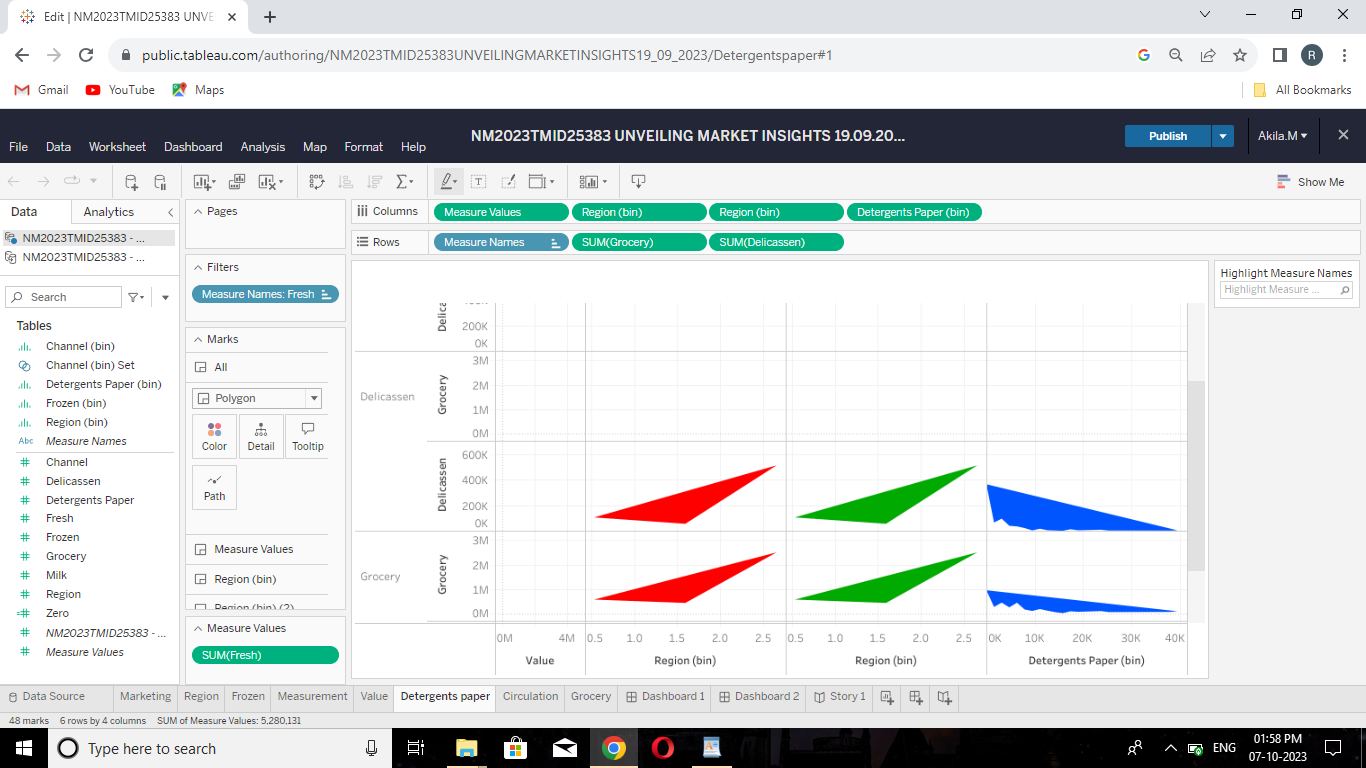 Edit | NM2023TMID25383 UNVE
public.tableau.com/authoring/NM2023TMID25383UNVEILINGMARKETINSIGHTS19_09_2023/Detergentspaper#1
R
Gmail YouTube Maps All Bookmarks
NM2023TMID25383 UNVEILING MARKET INSIGHTS 19.09.20...
Publish Akila.M
File Data Worksheet Dashboard Analysis Map Format Help
Show Me
Data Analytics
NM2023TMID25383 - ...
NM2023TMID25383 - ...
Search
Tables
Channel (bin)
Channel (bin) Set
Detergents Paper (bin)
Frozen (bin)
Region (bin)
Abc Measure Names
Channel
Delicassen
Detergents Paper
Fresh
Frozen
Grocery
Milk
Region
Zero
NM2023TMID25383 - ...
Measure Values
Pages
Filters
Measure Names: Fresh
Marks
All
Polygon
Color Detail Tooltip
Path
Measure Values
Region (bin)
Region (bin) (2)
Measure Values
SUM(Fresh)
Columns Measure Values Region (bin) Region (bin) Detergents Paper (bin)
Rows Measure Names SUM(Grocery) SUM(Delicassen)
Highlight Measure Names
Highlight Measure ...
200K
0K
Delicassen
Grocery
3M
2M
1M
0M
Delicassen
600K
400K
200K
0K
Grocery
Grocery
3M
2M
1M
0M
0M 4M 0.5 1.0 1.5 2.0 2.5 0.5 1.0 1.5 2.0 2.5 0K 10K 20K 30K 40K
Value Region (bin) Region (bin) Detergents Paper (bin)
Data Source Marketing Region Frozen Measurement Value Detergents paper Circulation Grocery Dashboard 1 Dashboard 2 Story 1
48 marks 6 rows by 4 columns SUM of Measure Values: 5,280,131
Type here to search
ENG
01:58 PM
07-10-2023